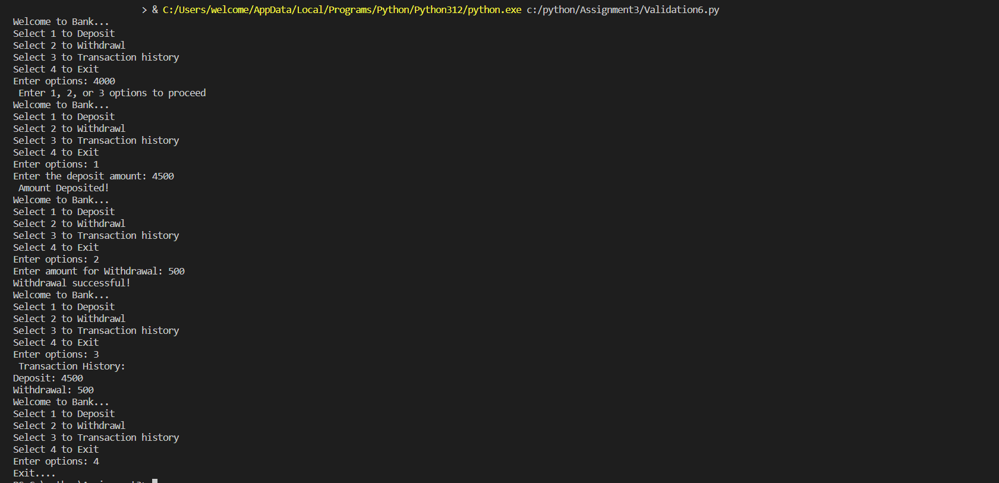 > & C:/Users/welcome/AppData/Local/Programs/Python/Python312/python.exe c:/python/Assignment3/Validation6.py
Welcome to Bank...
Select 1 to Deposit
Select 2 to Withdrawl
Select 3 to Transaction history
Select 4 to Exit
Enter options: 4000
 Enter 1, 2, or 3 options to proceed
Welcome to Bank...
Select 1 to Deposit
Select 2 to Withdrawl
Select 3 to Transaction history
Select 4 to Exit
Enter options: 1
Enter the deposit amount: 4500
 Amount Deposited!
Welcome to Bank...
Select 1 to Deposit
Select 2 to Withdrawl
Select 3 to Transaction history
Select 4 to Exit
Enter options: 2
Enter amount for Withdrawal: 500
Withdrawal successful!
Welcome to Bank...
Select 1 to Deposit
Select 2 to Withdrawl
Select 3 to Transaction history
Select 4 to Exit
Enter options: 3
 Transaction History:
Deposit: 4500
Withdrawal: 500
Welcome to Bank...
Select 1 to Deposit
Select 2 to Withdrawl
Select 3 to Transaction history
Select 4 to Exit
Enter options: 4
Exit....